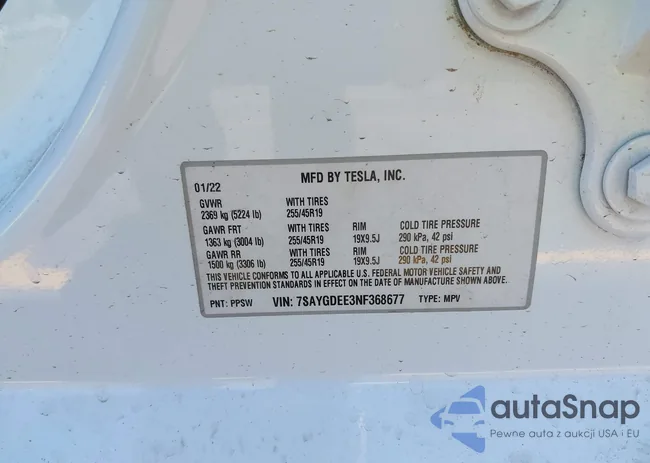 MFD BY TESLA, INC.
01/22
GVWR WITH TIRES
2369 kg (5224 lb) 255/45R19
GAWR FRT WITH TIRES RIM COLD TIRE PRESSURE
1363 kg (3004 lb) 255/45R19 19X9.5J 290 kPa, 42 psi
GAWR RR WITH TIRES RIM COLD TIRE PRESSURE
1500 kg (3306 lb) 255/45R19 19X9.5J 290 kPa, 42 psi
THIS VEHICLE CONFORMS TO ALL APPLICABLE U.S. FEDERAL MOTOR VEHICLE SAFETY AND
THEFT PREVENTION STANDARDS IN EFFECT ON THE DATE OF MANUFACTURE SHOWN ABOVE.
PNT: PPSW VIN: 7SAYGDEE3NF368677 TYPE: MPV
autaSnap
Pewne auta z aukcji USA i EU